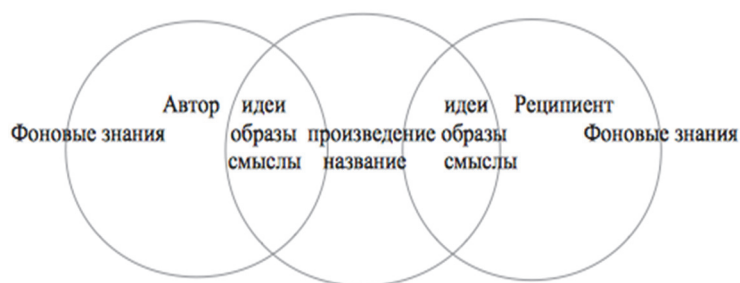 Автор идеи идеи Реципиент
Фоновые знания образы произведение образы Фоновые знания
смыслы название смыслы